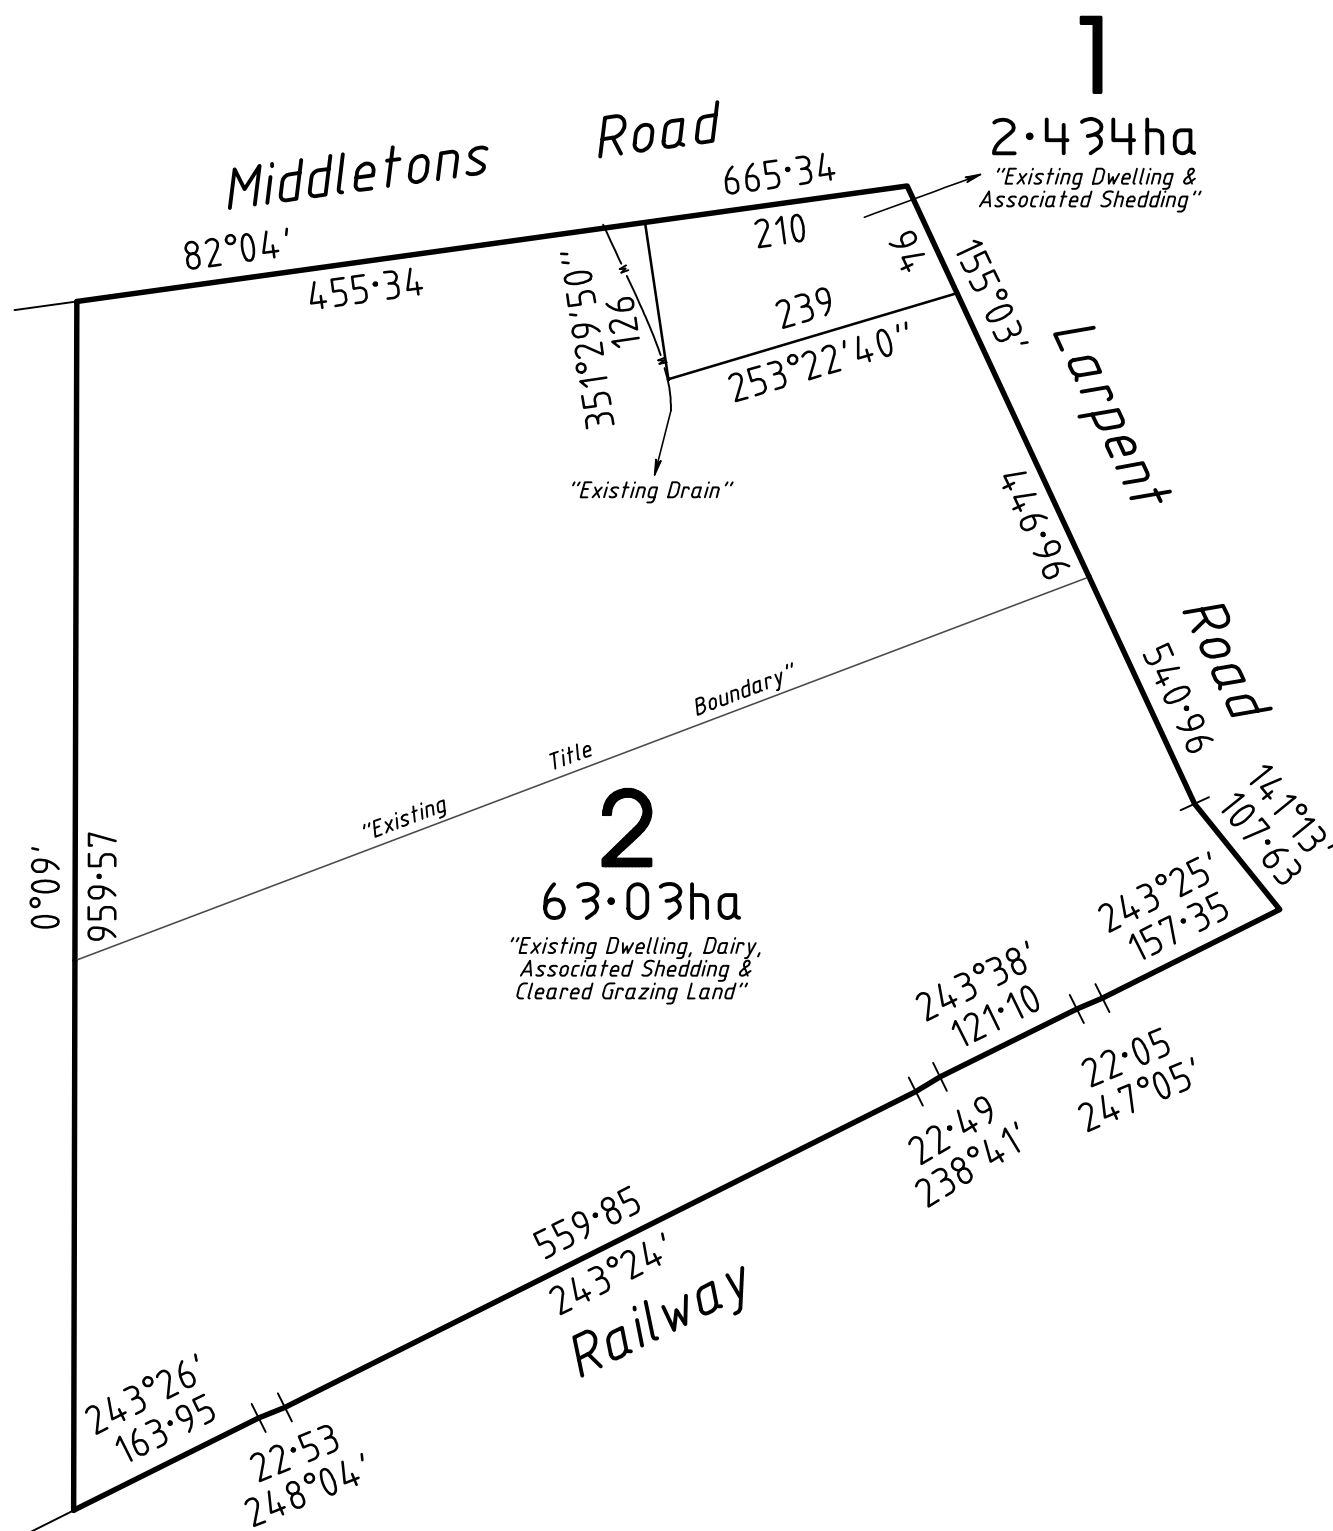 1
2·434ha
"Existing Dwelling &
Associated Shedding"
Middletons Road
665·34
82°04'
455·34
210
94
155°03'
351°29'50"
126
239
253°22'40"
Larpent Road
"Existing Drain"
446·96
540·96
"Existing Title Boundary"
141°13'
107·63
2
63·03ha
"Existing Dwelling, Dairy,
Associated Shedding &
Cleared Grazing Land"
0°09'
959·57
243°25'
157·35
243°38'
121·10
22·05
247°05'
22·49
238°41'
559·85
243°24'
Railway
243°26'
163·95
22·53
248°04'